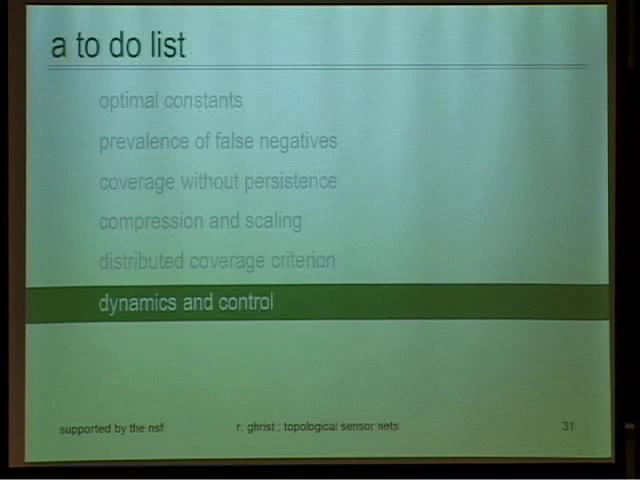 a to do list
optimal constants
prevalence of false negatives
coverage without persistence
compression and scaling
distributed coverage criterion
dynamics and control
supported by the nsf r. ghrist ; topological sensor nets 31